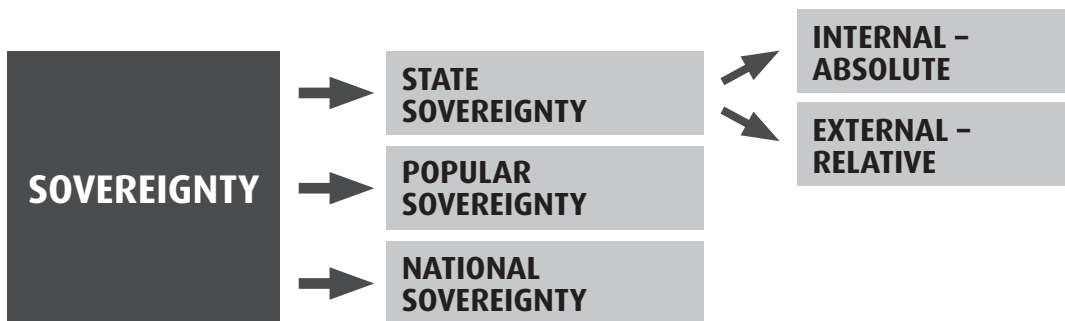 SOVEREIGNTY
STATE
SOVEREIGNTY
INTERNAL –
ABSOLUTE
EXTERNAL –
RELATIVE
POPULAR
SOVEREIGNTY
NATIONAL
SOVEREIGNTY